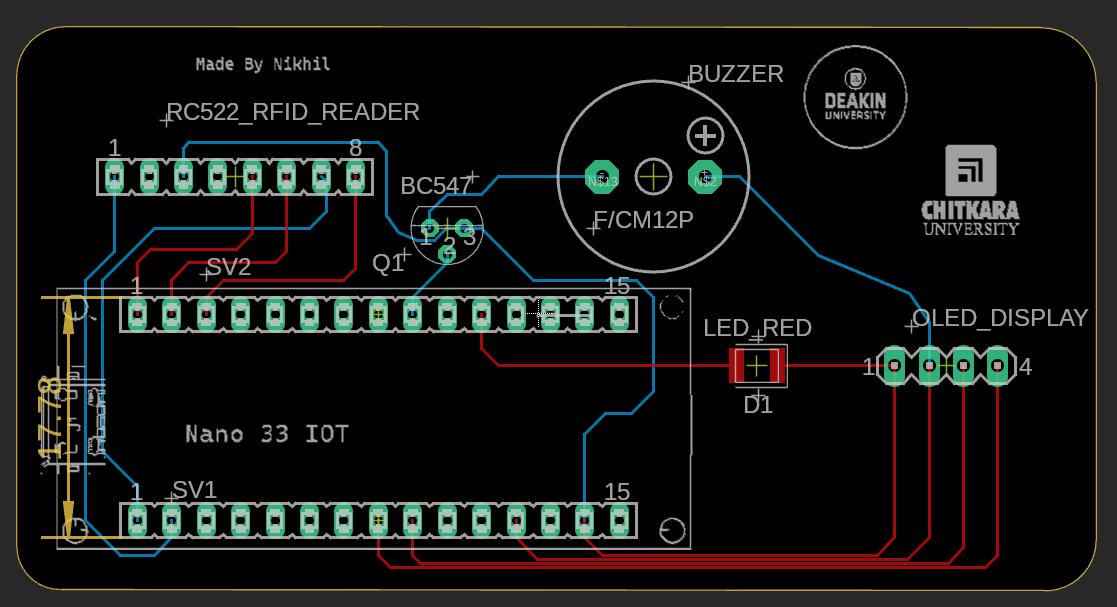 Made By Nikhil
BUZZER
DEAKIN
UNIVERSITY
RC522_RFID_READER
1
8
BC547
N$13
N$2
CHITKARA
UNIVERSITY
F/CM12P
1
2
3
Q1
SV2
1
15
LED_RED
OLED_DISPLAY
1
4
D1
17.78
Nano 33 IOT
SV1
1
15